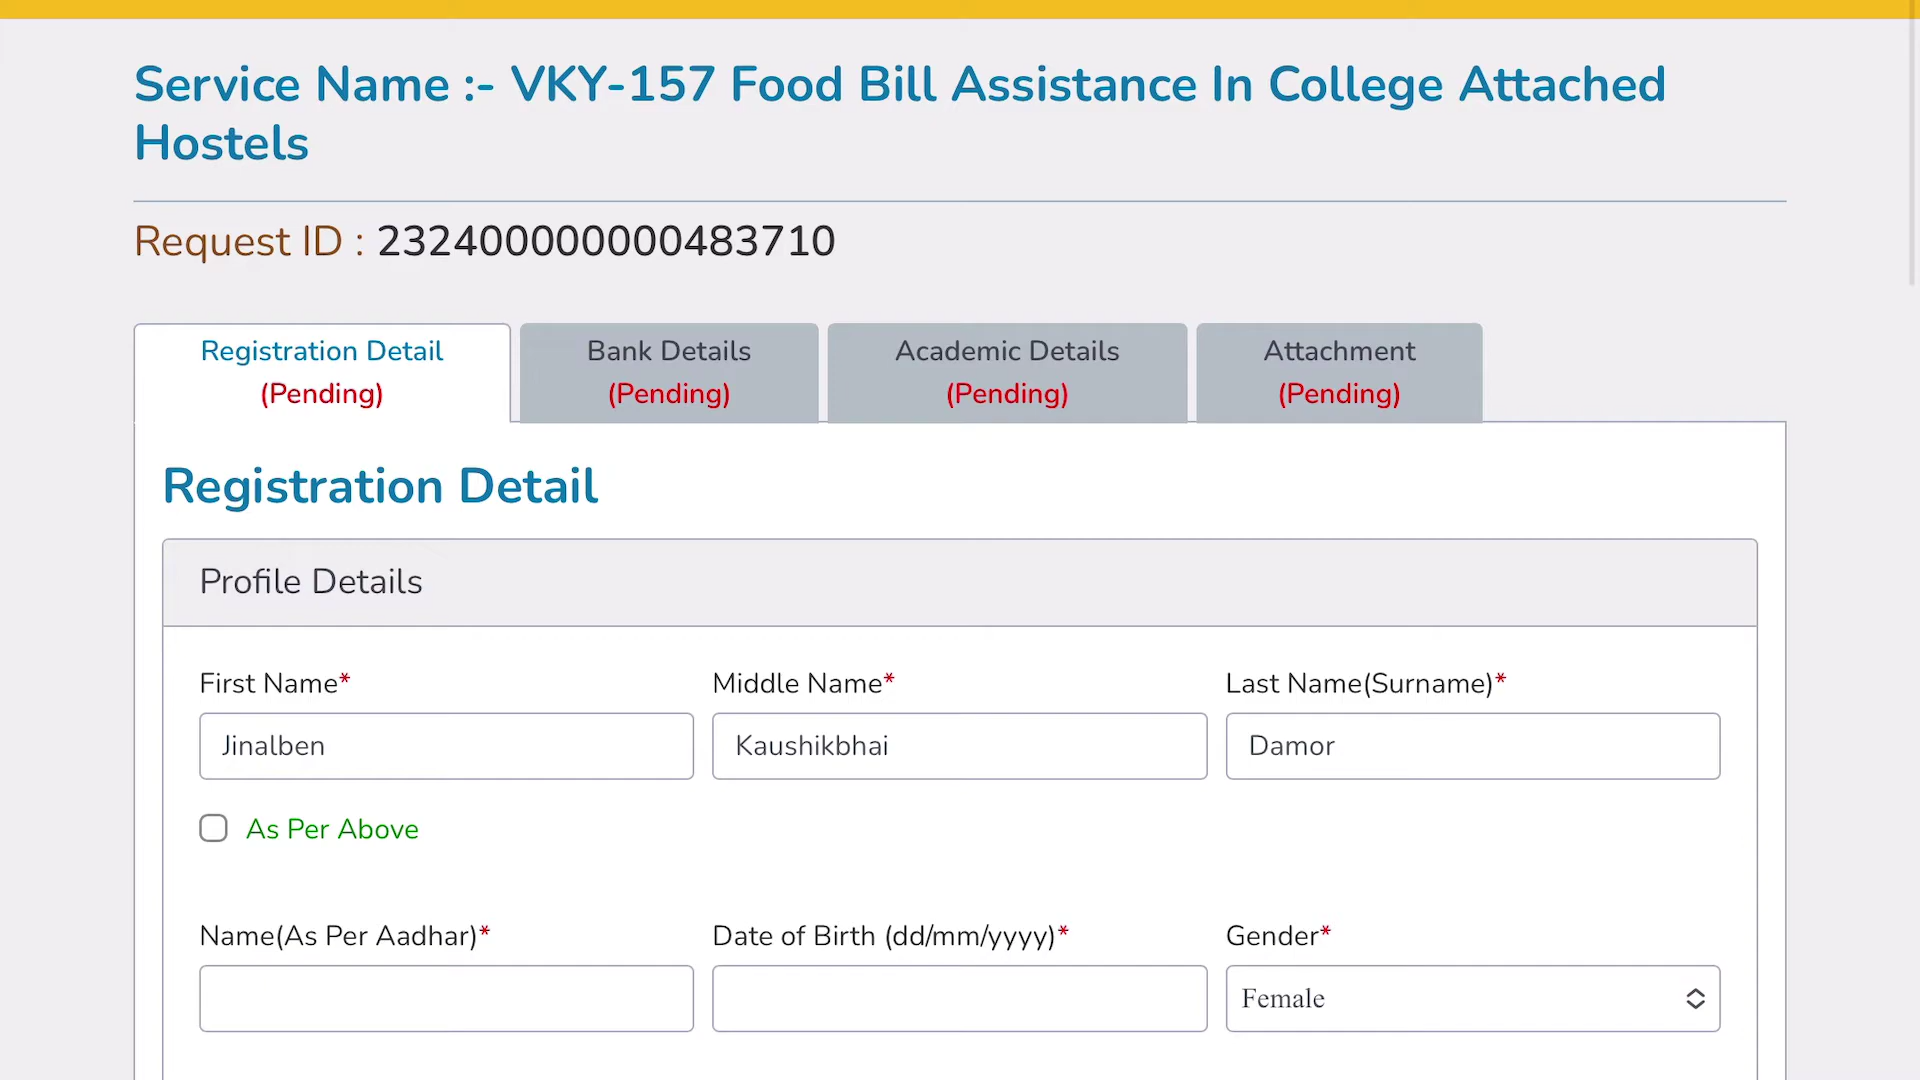 Service Name :- VKY-157 Food Bill Assistance In College Attached
Hostels
Request ID : 232400000000483710
Registration Detail
(Pending)
Bank Details
(Pending)
Academic Details
(Pending)
Attachment
(Pending)
Registration Detail
Profile Details
First Name*
Middle Name*
Last Name(Surname)*
Jinalben
Kaushikbhai
Damor
As Per Above
Name(As Per Aadhar)*
Date of Birth (dd/mm/yyyy)*
Gender*
Female